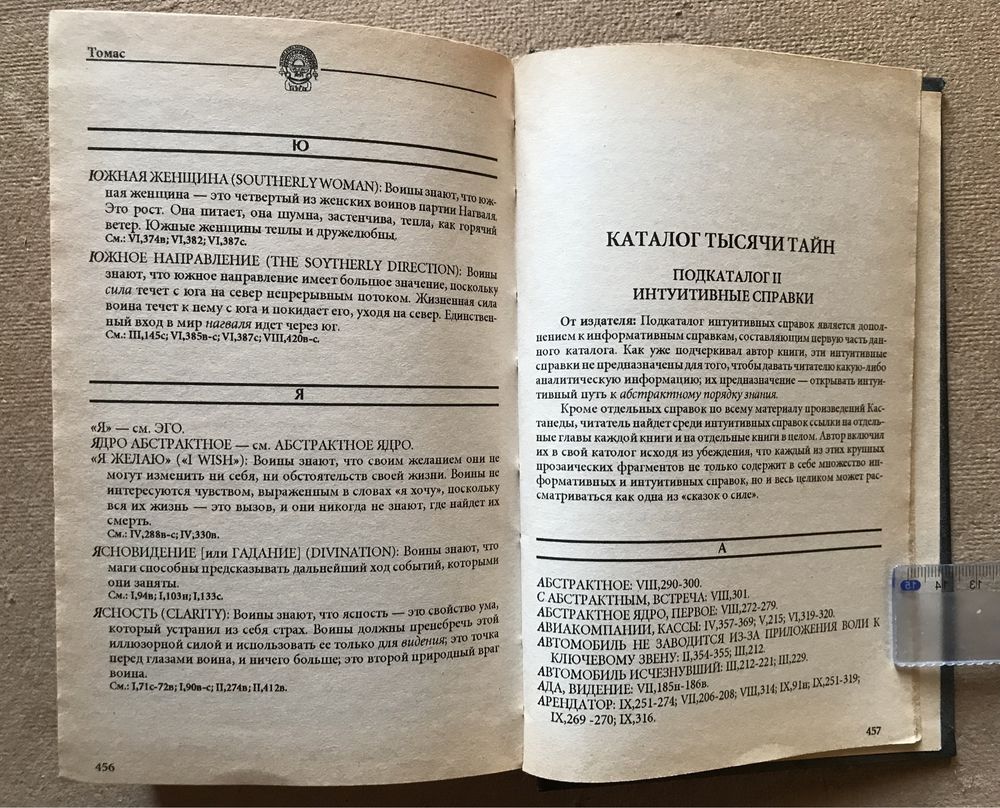 Томас
Ю
ЮЖНАЯ ЖЕНЩИНА (SOUTHERLY WOMAN): Воины знают, что юж-
ная женщина — это четвертый из женских воинов партии Нагваля.
Это рост. Она питает, она шумна, застенчива, тепла, как горячий
ветер. Южные женщины теплы и дружелюбны.
См.: VI,374в; VI,382; VI,387с.
ЮЖНОЕ НАПРАВЛЕНИЕ (THE SOYTHERLY DIRECTION): Воины
знают, что южное направление имеет большое значение, поскольку
сила течет с юга на север непрерывным потоком. Жизненная сила
воина течет к нему с юга и покидает его, уходя на север. Единствен-
ный вход в мир нагваля идет через юг.
См.: III,145с; VI,385в-с; VI,387с; VIII,420в-с.
Я
«Я» — см. ЭГО.
ЯДРО АБСТРАКТНОЕ — см. АБСТРАКТНОЕ ЯДРО.
«Я ЖЕЛАЮ» («I WISH»): Воины знают, что своим желанием они не
могут изменить ни себя, ни обстоятельств своей жизни. Воины не
интересуются чувством, выраженным в словах «я хочу», поскольку
вся их жизнь — это вызов, и они никогда не знают, где найдет их
смерть.
См.: IV,288в-с; IV,330в.
ЯСНОВИДЕНИЕ [или ГАДАНИЕ] (DIVINATION): Воины знают, что
маги способны предсказывать дальнейший ход событий, которыми
они заняты.
См.: I,94в; I,103н; I,133с.
ЯСНОСТЬ (CLARITY): Воины знают, что ясность — это свойство ума,
который устранил из себя страх. Воины должны пренебречь этой
иллюзорной силой и использовать ее только для видения; это точка
перед глазами воина, и ничего больше; это второй природный враг
воина.
См.: I,71с-72в; I,90в-с; II,274в; II,412в.
456
КАТАЛОГ ТЫСЯЧИ ТАЙН
ПОДКАТАЛОГ II
ИНТУИТИВНЫЕ СПРАВКИ
От издателя: Подкаталог интуитивных справок является допол-
нением к информативным справкам, составляющим первую часть дан-
ного каталога. Как уже подчеркивал автор книги, эти интуитивные
справки не предназначены для того, чтобы давать читателю какую-либо
аналитическую информацию; их предназначение — открывать интуи-
тивный путь к абстрактному порядку знания.
Кроме отдельных справок по всему материалу произведений Кас-
танеды, читатель найдет среди интуитивных справок ссылки на отдель-
ные главы каждой книги и на отдельные книги в целом. Автор включил
их в свой католог исходя из убеждения, что каждый из этих крупных
прозаических фрагментов не только содержит в себе множество ин-
формативных и интуитивных справок, но и весь целиком может рас-
сматриваться как одна из «сказок о силе».
А
АБСТРАКТНОЕ: VIII,290-300.
С АБСТРАКТНЫМ, ВСТРЕЧА: VIII,301.
АБСТРАКТНОЕ ЯДРО, ПЕРВОЕ: VIII,272-279.
АВИАКОМПАНИИ, КАССЫ: IV,357-369; V,215; VI,319-320.
АВТОМОБИЛЬ НЕ ЗАВОДИТСЯ ИЗ-ЗА ПРИЛОЖЕНИЯ ВОЛИ К
КЛЮЧЕВОМУ ЗВЕНУ: II,354-355; III,212.
АВТОМОБИЛЬ ИСЧЕЗНУВШИЙ: III,212-221; III,229.
АДА, ВИДЕНИЕ: VII,185н-186в.
АРЕНДАТОР: IX,251-274; VII,206-208; VIII,314; IX,91н; IX,251-319;
IX,269 -270; IX,316.
457
15 14 13